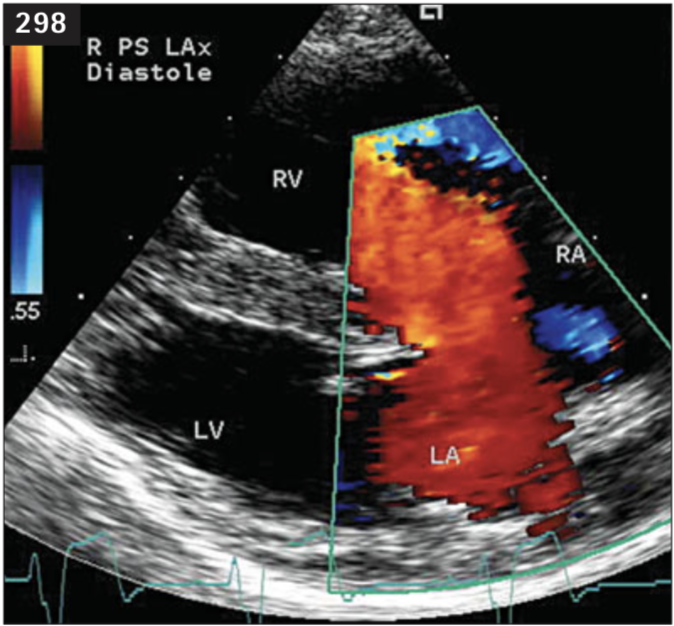 298
R PS LAx
Diastole
RV
RA
.55
LV
LA